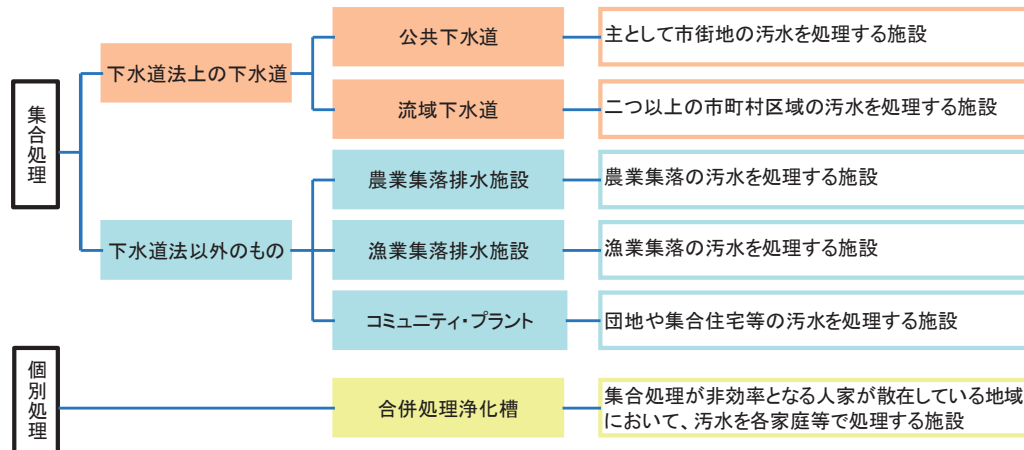 集合処理
下水道法上の下水道
公共下水道
主として市街地の汚水を処理する施設
流域下水道
二つ以上の市町村区域の汚水を処理する施設
下水道法以外のもの
農業集落排水施設
農業集落の汚水を処理する施設
漁業集落排水施設
漁業集落の汚水を処理する施設
コミュニティ・プラント
団地や集合住宅等の汚水を処理する施設
個別処理
合併処理浄化槽
集合処理が非効率となる人家が散在している地域
において、汚水を各家庭等で処理する施設